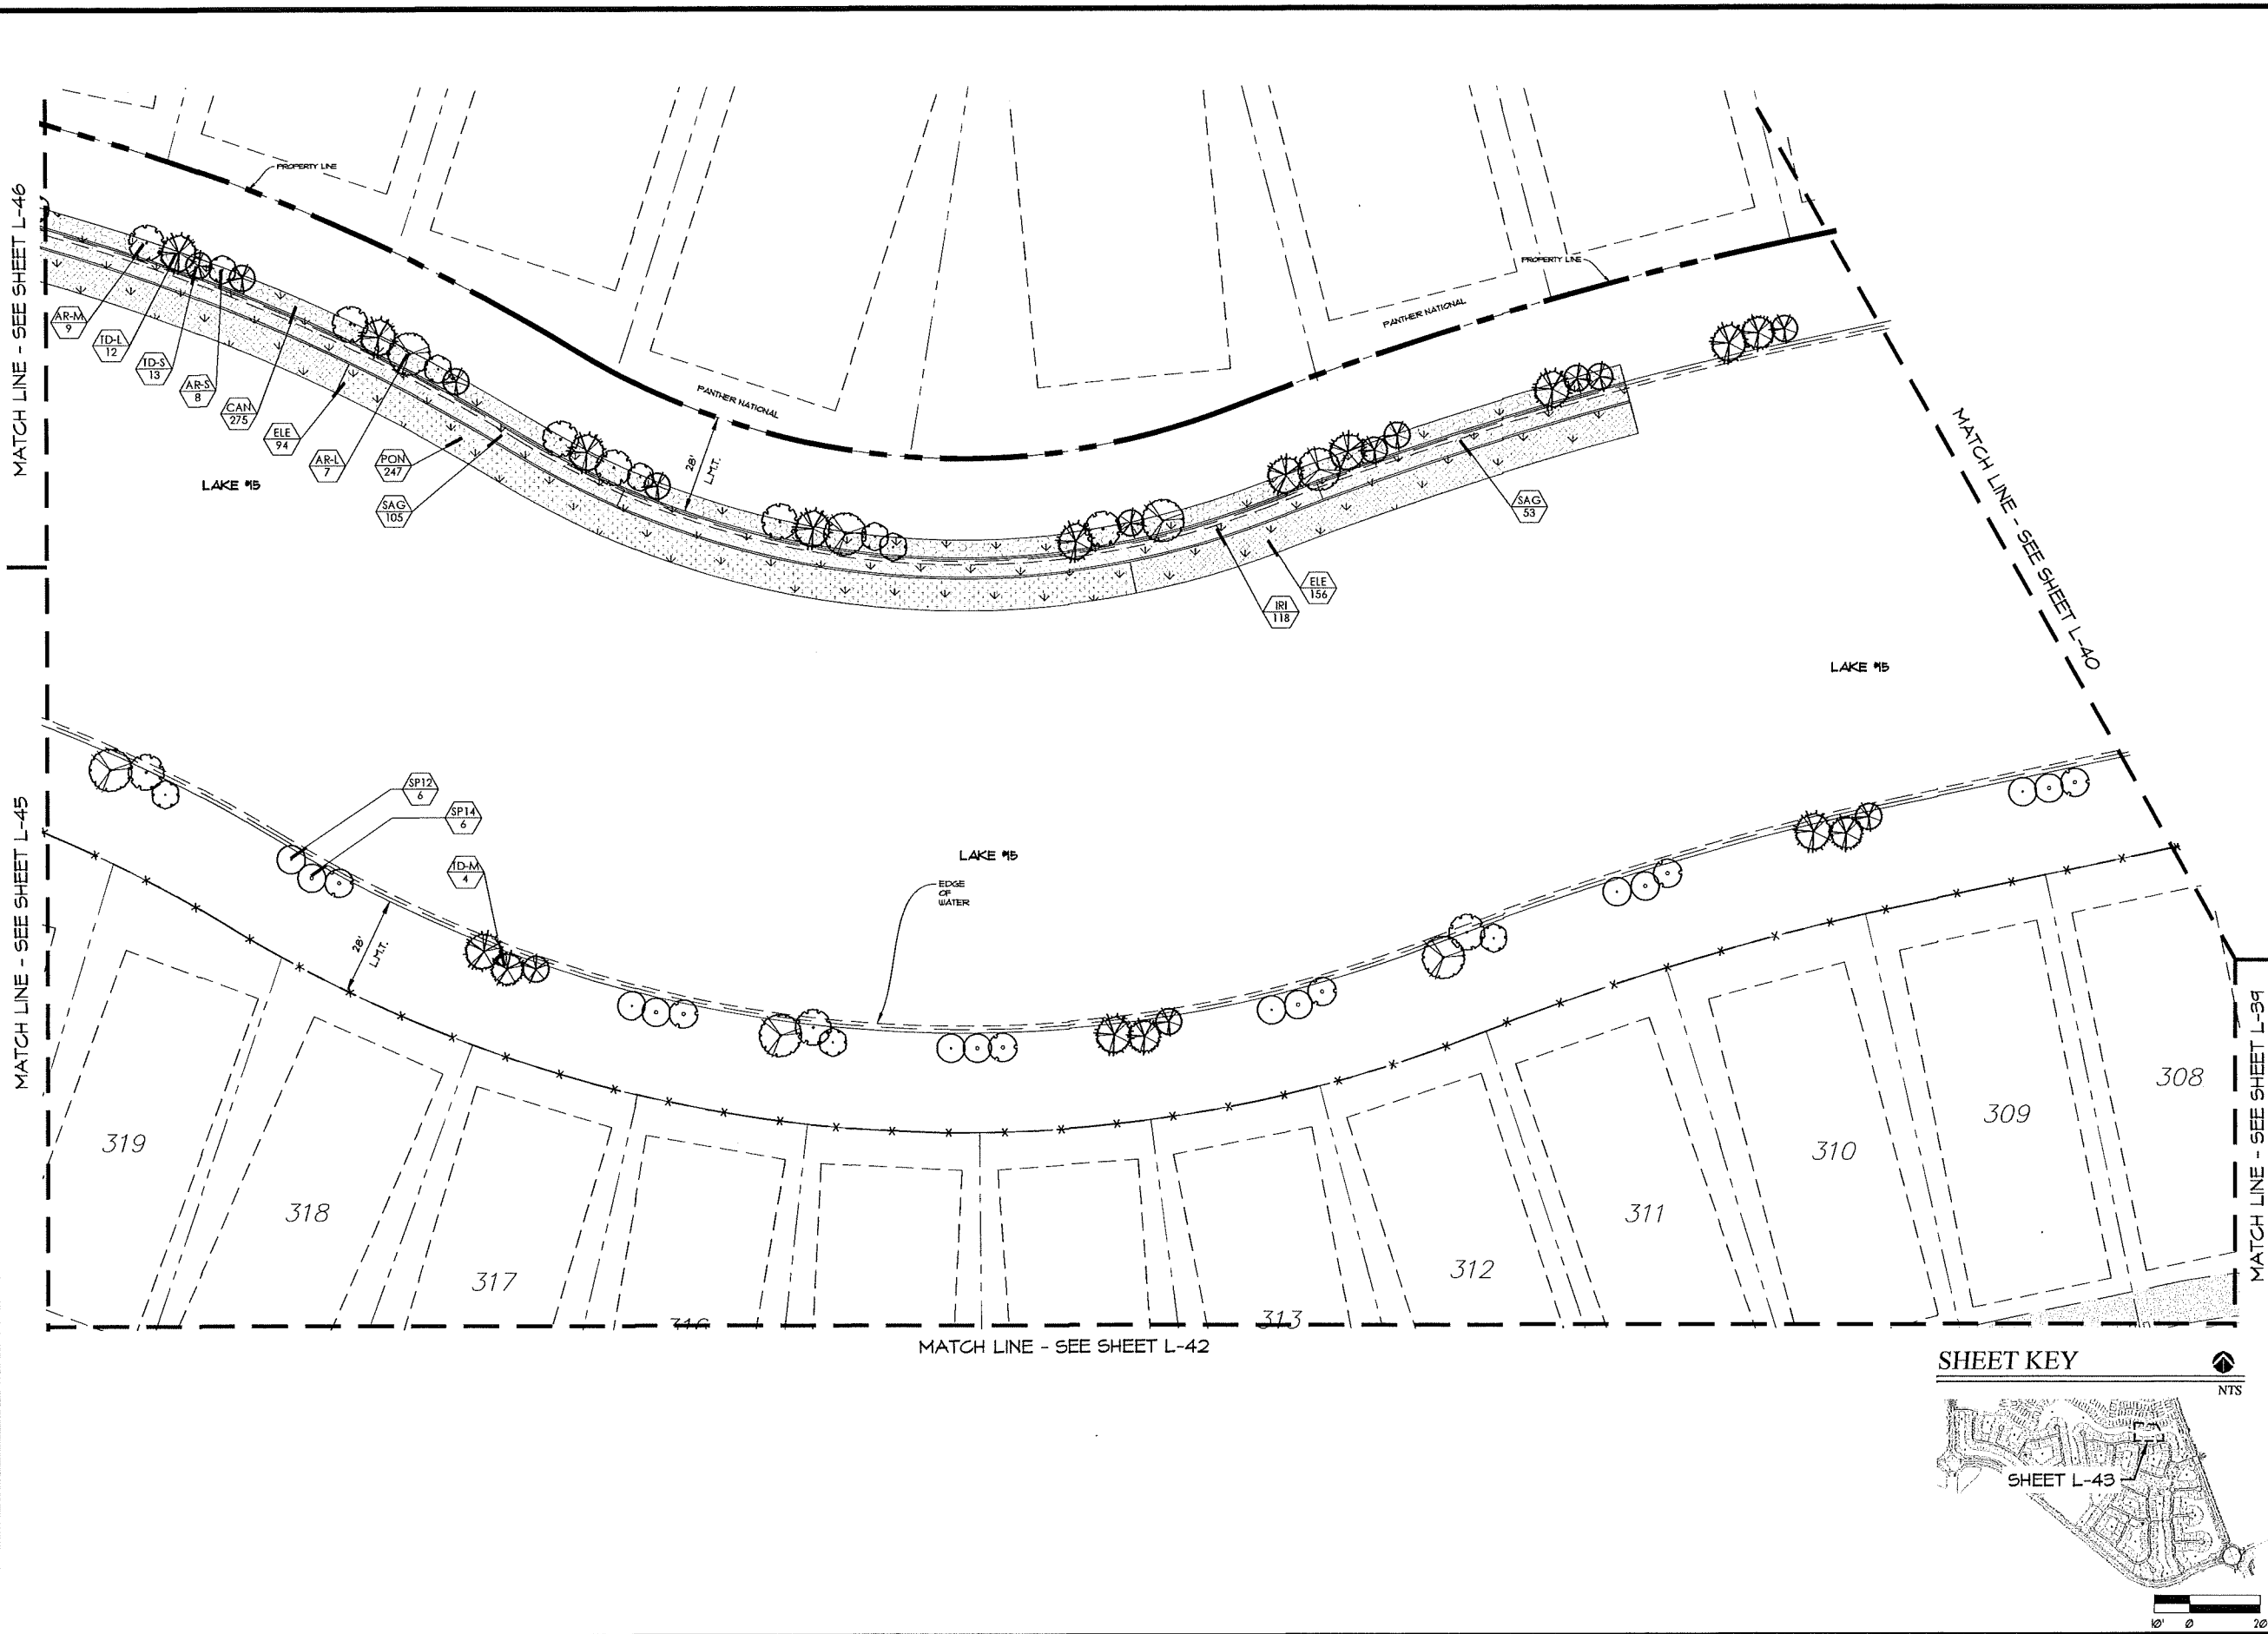 PROPERTY LINE
MATCH LINE - SEE SHEET L-46
PROPERTY LINE
PANTHER NATIONAL
PANTHER NATIONAL
AR-M
9
TD-L
12
TD-S
13
AR-S
8
CAN
275
ELE
94
AR-L
7
PON
247
SAG
105
28'
L.M.T.
LAKE #15
SAG
53
ELE
156
IRI
118
MATCH LINE - SEE SHEET L-40
LAKE #15
MATCH LINE - SEE SHEET L-45
SP12
6
SP14
6
TD-M
4
LAKE #15
EDGE
OF
WATER
28'
L.M.T.
MATCH LINE - SEE SHEET L-39
308
309
310
311
312
313
316
317
318
319
MATCH LINE - SEE SHEET L-42
SHEET KEY
NTS
SHEET L-43
10' 0 20